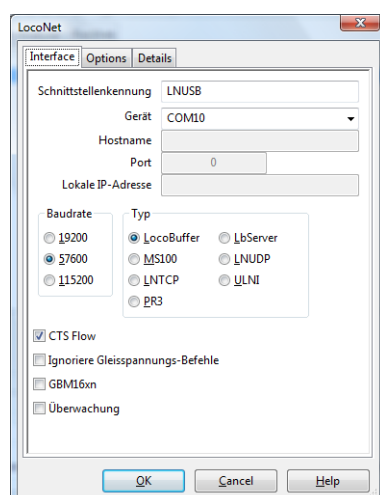 LocoNet
Interface Options Details
Schnittstellenkennung LNUSB
Gerät COM10
Hostname
Port 0
Lokale IP-Adresse
Baudrate Typ
19200 LocoBuffer LbServer
57600 MS100 LNUDP
115200 LNTCP ULNI
PR3
CTS Flow
Ignoriere Gleisspannungs-Befehle
GBM16xn
Überwachung
OK Cancel Help